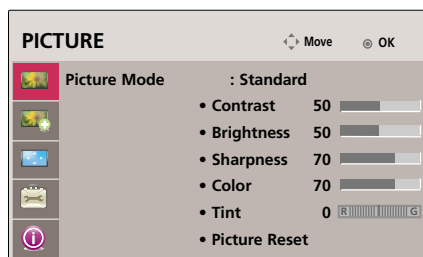 PICTURE Move OK
Picture Mode : Standard
• Contrast 50
• Brightness 50
• Sharpness 70
• Color 70
• Tint 0 R G
• Picture Reset